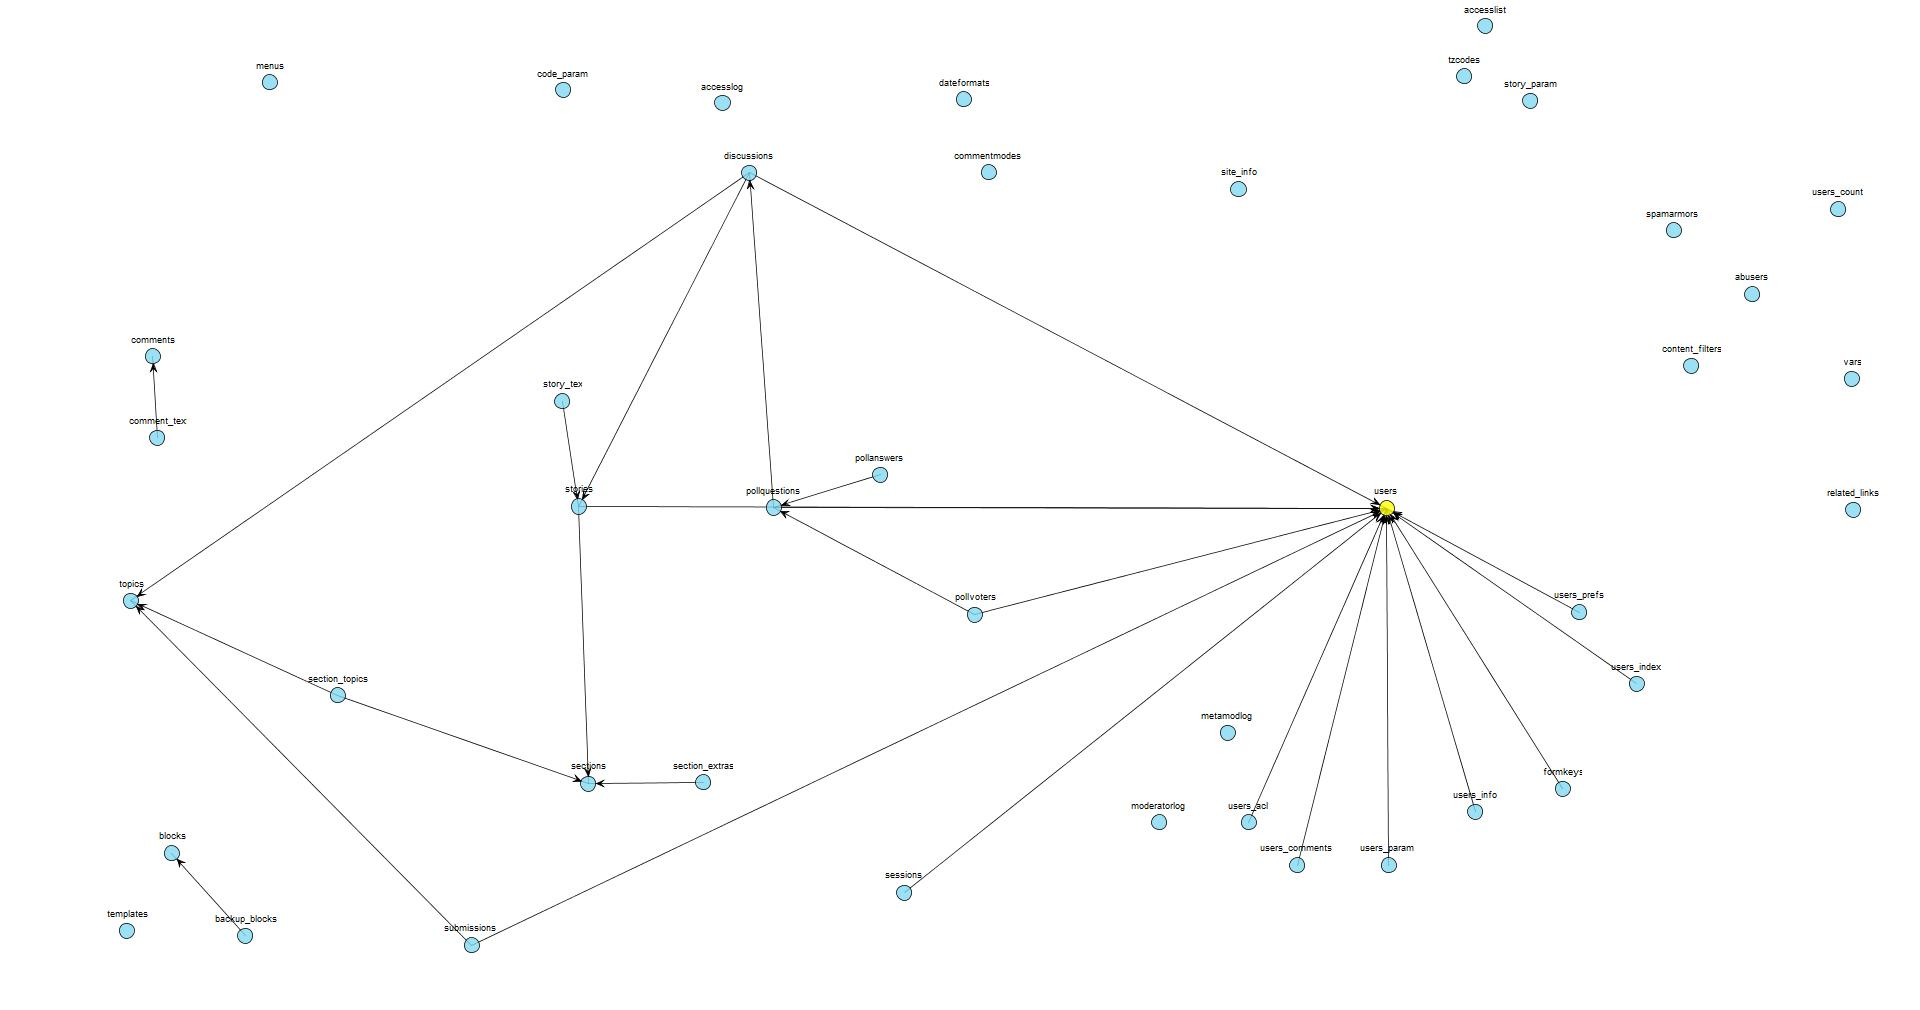 accesslist
menus
code_param
accesslog
dateformats
tzcodes
story_param
discussions
commentmodes
site_info
users_count
spamarmors
abusers
comments
content_filters
vars
story_tex
comment_tex
pollanswers
stories
pollquestions
users
related_links
topics
pollvoters
users_prefs
section_topics
users_index
metamodlog
sections
section_extras
formkeys
users_info
moderatorlog
users_acl
blocks
users_comments
users_param
sessions
templates
backup_blocks
submissions